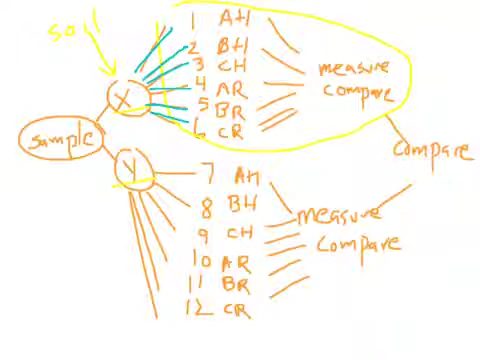 so
1 AH
2 BH
3 CH
4 AR
5 BR
6 CR
measure
compare
X
sample
compare
Y
7 AH
8 BH
9 CH
10 AR
11 BR
12 CR
measure
compare